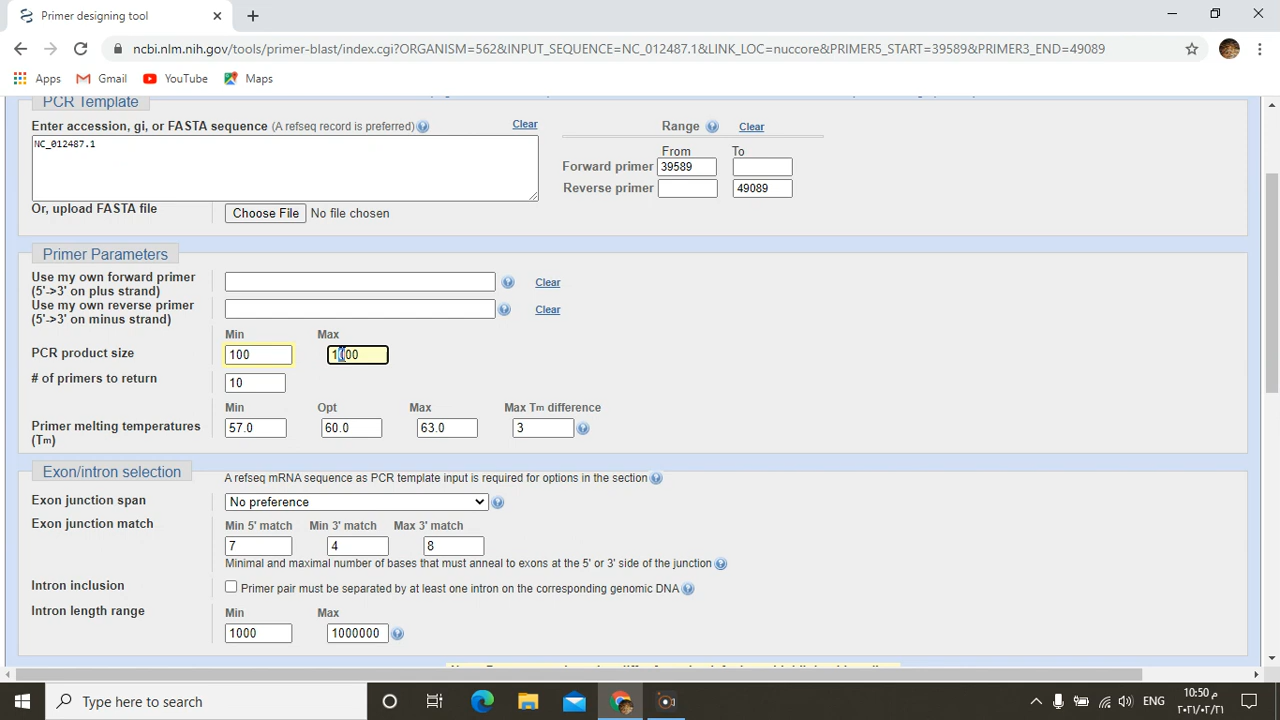 Primer designing tool
ncbi.nlm.nih.gov/tools/primer-blast/index.cgi?ORGANISM=562&INPUT_SEQUENCE=NC_012487.1&LINK_LOC=nuccore&PRIMER5_START=39589&PRIMER3_END=49089
Apps Gmail YouTube Maps
PCR Template
Enter accession, gi, or FASTA sequence (A refseq record is preferred) Clear Range Clear
NC_012487.1
From To
Forward primer 39589
Reverse primer 49089
Or, upload FASTA file Choose File No file chosen
Primer Parameters
Use my own forward primer
(5'->3' on plus strand) Clear
Use my own reverse primer
(5'->3' on minus strand) Clear
Min Max
PCR product size 100 1000
# of primers to return 10
Min Opt Max Max Tm difference
Primer melting temperatures
(Tm) 57.0 60.0 63.0 3
Exon/intron selection
A refseq mRNA sequence as PCR template input is required for options in the section
Exon junction span No preference
Exon junction match Min 5' match Min 3' match Max 3' match
7 4 8
Minimal and maximal number of bases that must anneal to exons at the 5' or 3' side of the junction
Intron inclusion Primer pair must be separated by at least one intron on the corresponding genomic DNA
Intron length range Min Max
1000 1000000
Type here to search
ENG
10:50 م
٢٠٢١/٠٢/٢١